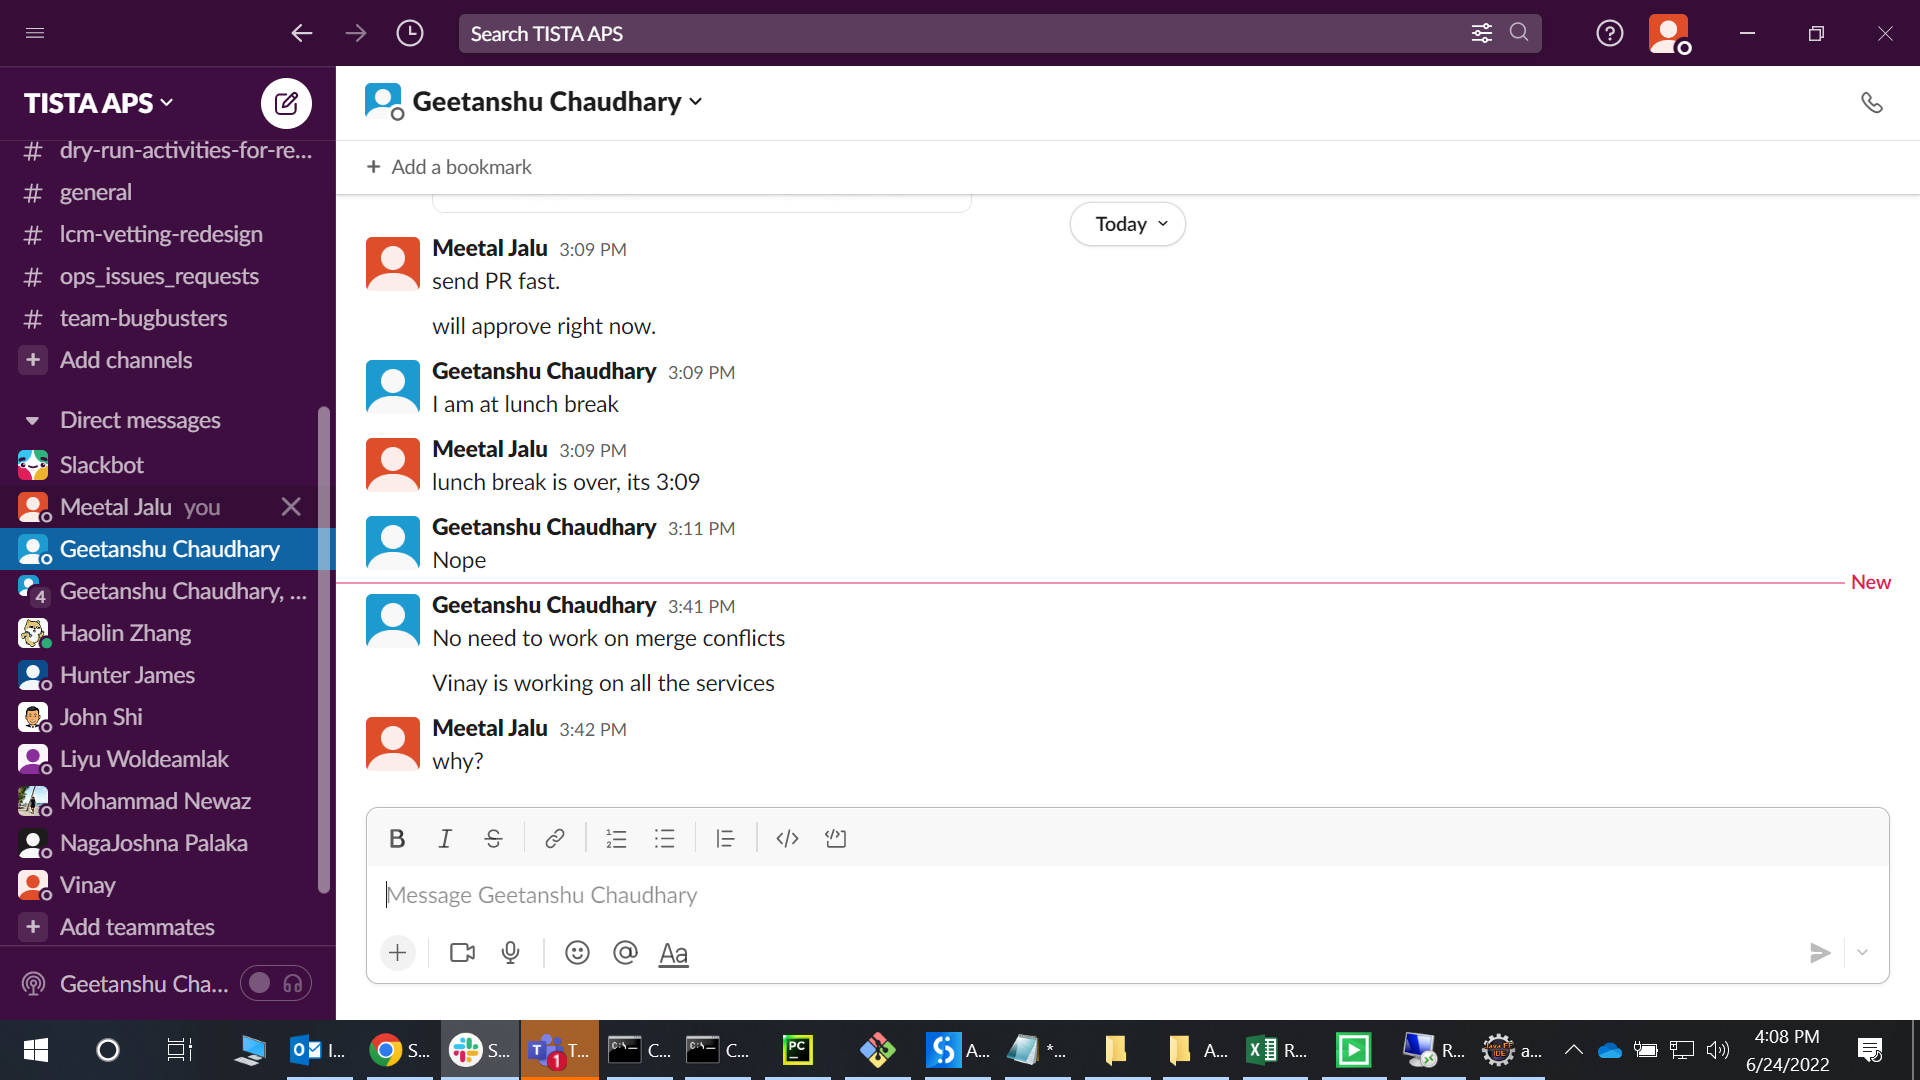 Search TISTA APS
TISTA APS
dry-run-activities-for-re...
# general
# lcm-vetting-redesign
# ops_issues_requests
# team-bugbusters
+ Add channels
Direct messages
Slackbot
Meetal Jalu you
Geetanshu Chaudhary
4 Geetanshu Chaudhary, ...
Haolin Zhang
Hunter James
John Shi
Liyu Woldeamlak
Mohammad Newaz
NagaJoshna Palaka
Vinay
+ Add teammates
Geetanshu Cha...
Geetanshu Chaudhary
+ Add a bookmark
Today
Meetal Jalu 3:09 PM
send PR fast.
will approve right now.
Geetanshu Chaudhary 3:09 PM
I am at lunch break
Meetal Jalu 3:09 PM
lunch break is over, its 3:09
Geetanshu Chaudhary 3:11 PM
Nope
New
Geetanshu Chaudhary 3:41 PM
No need to work on merge conflicts
Vinay is working on all the services
Meetal Jalu 3:42 PM
why?
B I S
Message Geetanshu Chaudhary
+ @ Aa
I... S... S... T... 1 C... C... PC A... *... A... R... R... a...
4:08 PM
6/24/2022